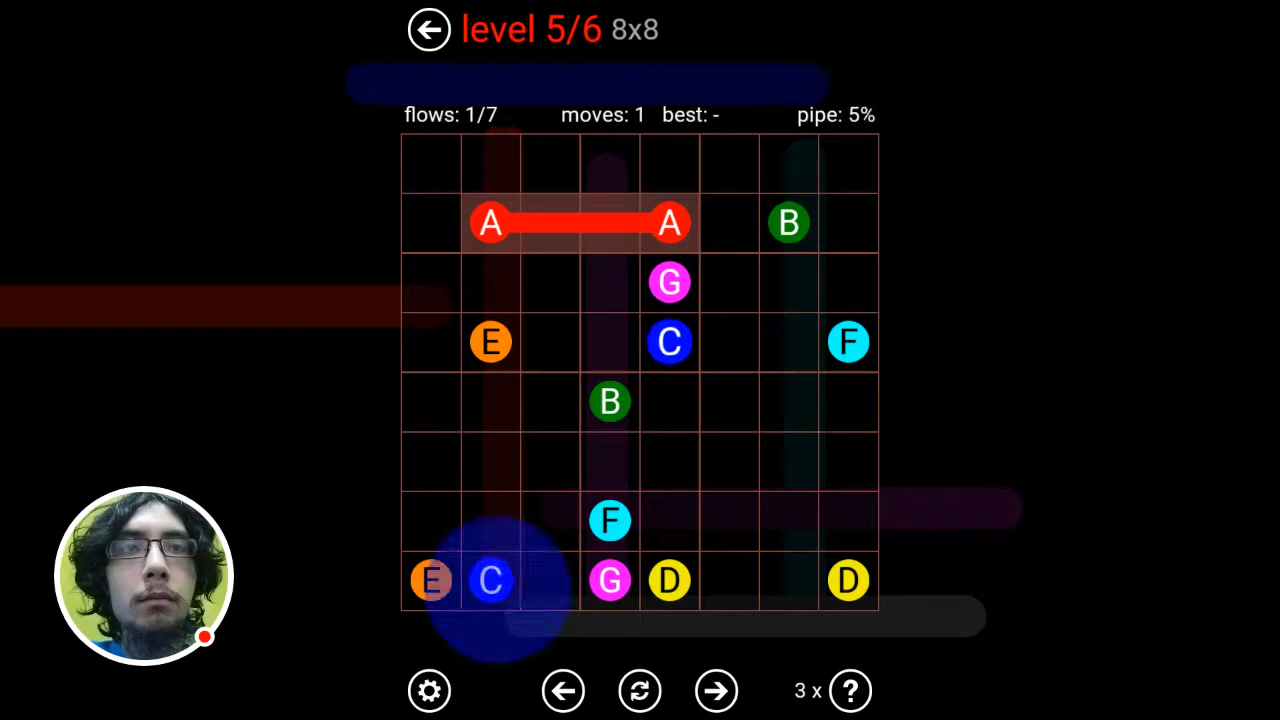 level 5/6 8x8
flows: 1/7 moves: 1 best: - pipe: 5%
A A B
G
E C F
B
F
E C G D D
3 x ?